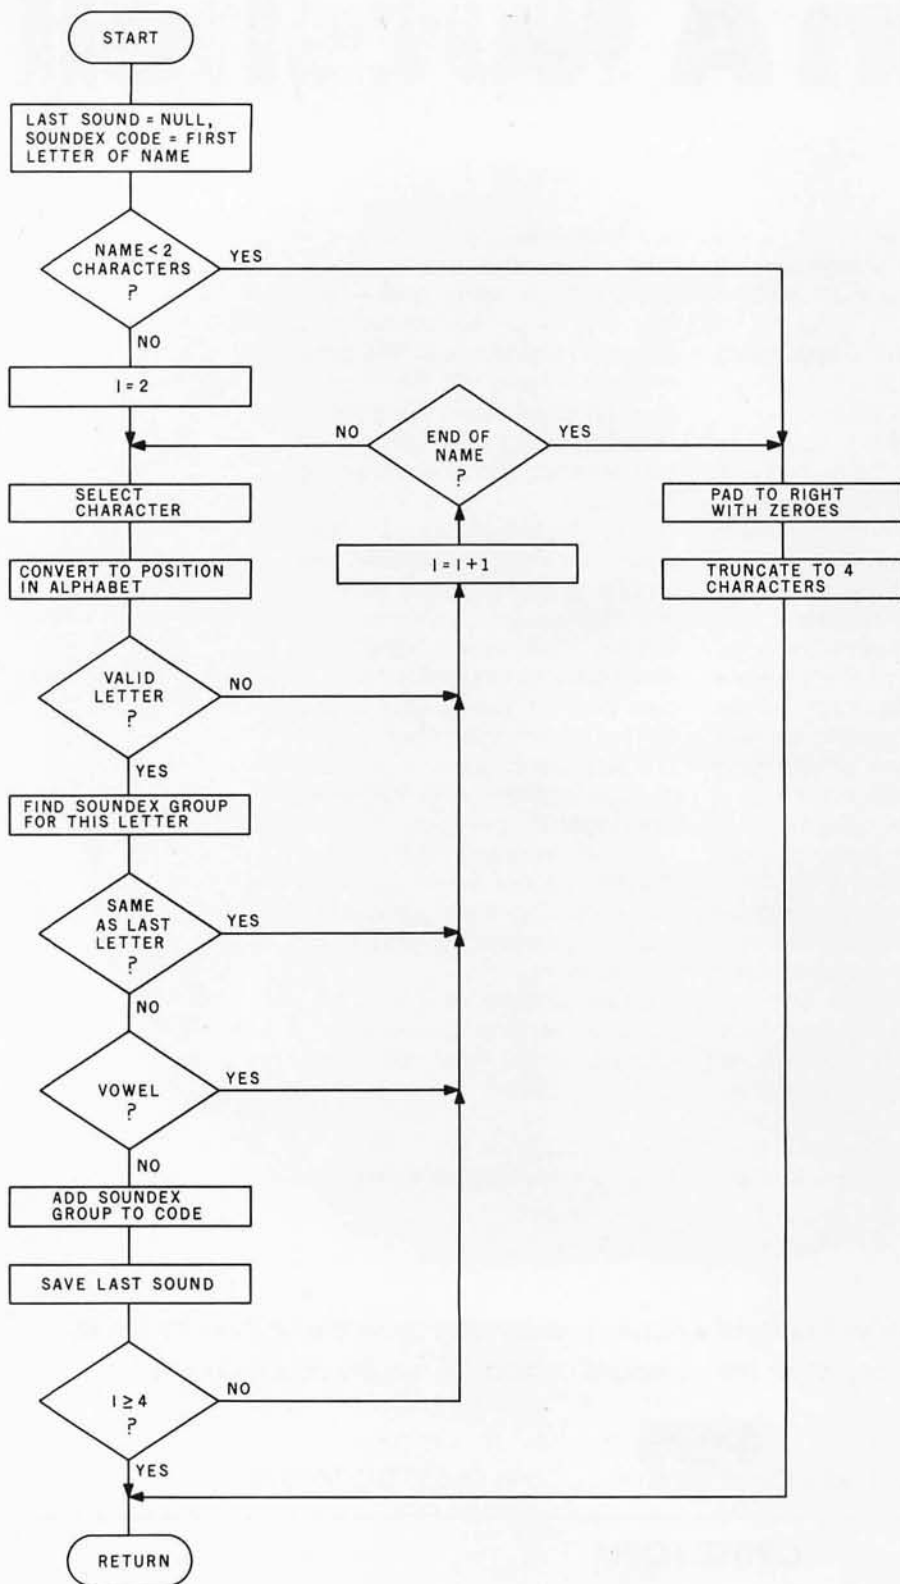 START
LAST SOUND = NULL,
SOUNDEX CODE = FIRST
LETTER OF NAME
NAME < 2
CHARACTERS
?
YES
NO
I = 2
END OF
NAME
?
NO
YES
SELECT
CHARACTER
PAD TO RIGHT
WITH ZEROES
CONVERT TO POSITION
IN ALPHABET
I = I + 1
TRUNCATE TO 4
CHARACTERS
VALID
LETTER
?
NO
YES
FIND SOUNDEX GROUP
FOR THIS LETTER
SAME
AS LAST
LETTER
?
YES
NO
VOWEL
?
YES
NO
ADD SOUNDEX
GROUP TO CODE
SAVE LAST SOUND
I ≥ 4
?
NO
YES
RETURN